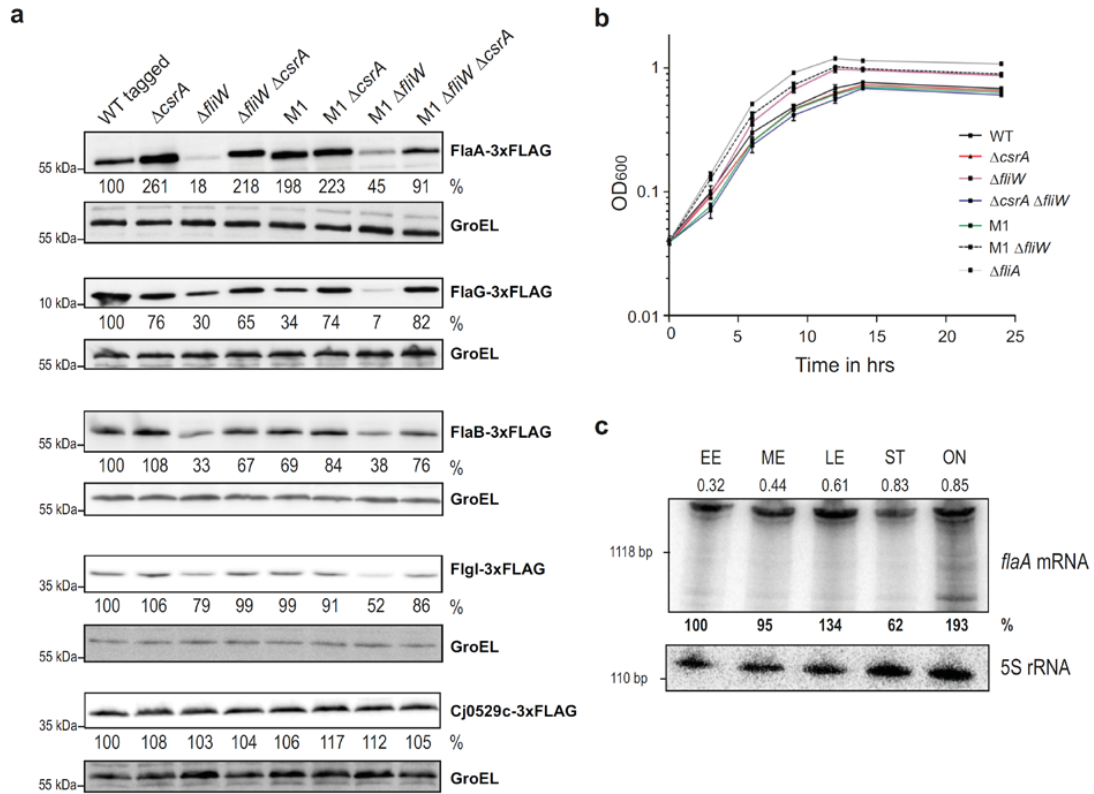 a
WT tagged
ΔcsrA
ΔfliW
ΔfliW ΔcsrA
M1
M1 ΔcsrA
M1 ΔfliW
M1 ΔfliW ΔcsrA
55 kDa
FlaA-3xFLAG
100 261 18 218 198 223 45 91 %
55 kDa
GroEL
10 kDa
FlaG-3xFLAG
100 76 30 65 34 74 7 82 %
55 kDa
GroEL
55 kDa
FlaB-3xFLAG
100 108 33 67 69 84 38 76 %
55 kDa
GroEL
35 kDa
FlgI-3xFLAG
100 106 79 99 99 91 52 86 %
55 kDa
GroEL
35 kDa
Cj0529c-3xFLAG
100 108 103 104 106 117 112 105 %
55 kDa
GroEL
b
OD600
1
0.1
0.01
0 5 10 15 20 25
Time in hrs
WT
ΔcsrA
ΔfliW
ΔcsrA ΔfliW
M1
M1 ΔfliW
ΔfliA
c
EE ME LE ST ON
0.32 0.44 0.61 0.83 0.85
1118 bp
flaA mRNA
100 95 134 62 193 %
110 bp
5S rRNA